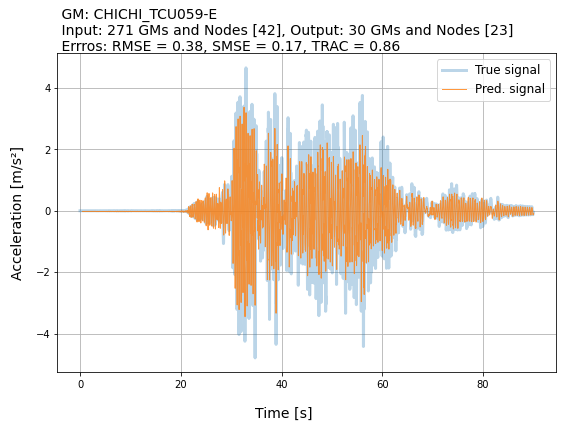 GM: CHICHI_TCU059-E
Input: 271 GMs and Nodes [42], Output: 30 GMs and Nodes [23]
Errros: RMSE = 0.38, SMSE = 0.17, TRAC = 0.86
True signal
Pred. signal
4
2
0
−2
−4
Acceleration [m/s²]
0 20 40 60 80
Time [s]